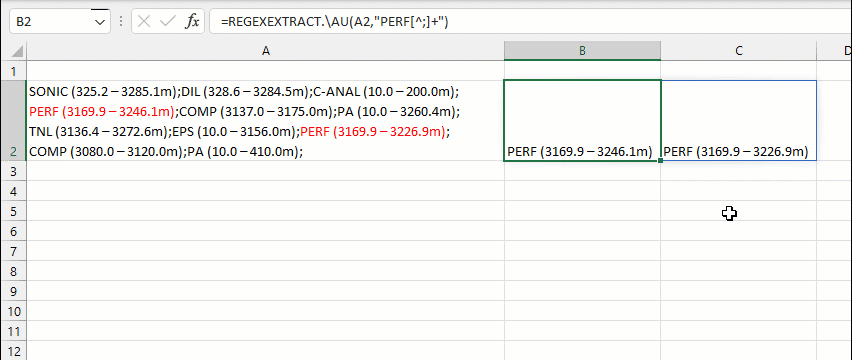 B2
fx
=REGEXEXTRACT.\AU(A2,"PERF[^;]+")
A B C D
1
SONIC (325.2 – 3285.1m);DIL (328.6 – 3284.5m);C-ANAL (10.0 – 200.0m);
PERF (3169.9 – 3246.1m);COMP (3137.0 – 3175.0m);PA (10.0 – 3260.4m);
TNL (3136.4 – 3272.6m);EPS (10.0 – 3156.0m);PERF (3169.9 – 3226.9m);
2 COMP (3080.0 – 3120.0m);PA (10.0 – 410.0m); PERF (3169.9 – 3246.1m) PERF (3169.9 – 3226.9m)
3
4
5
6
7
8
9
10
11
12